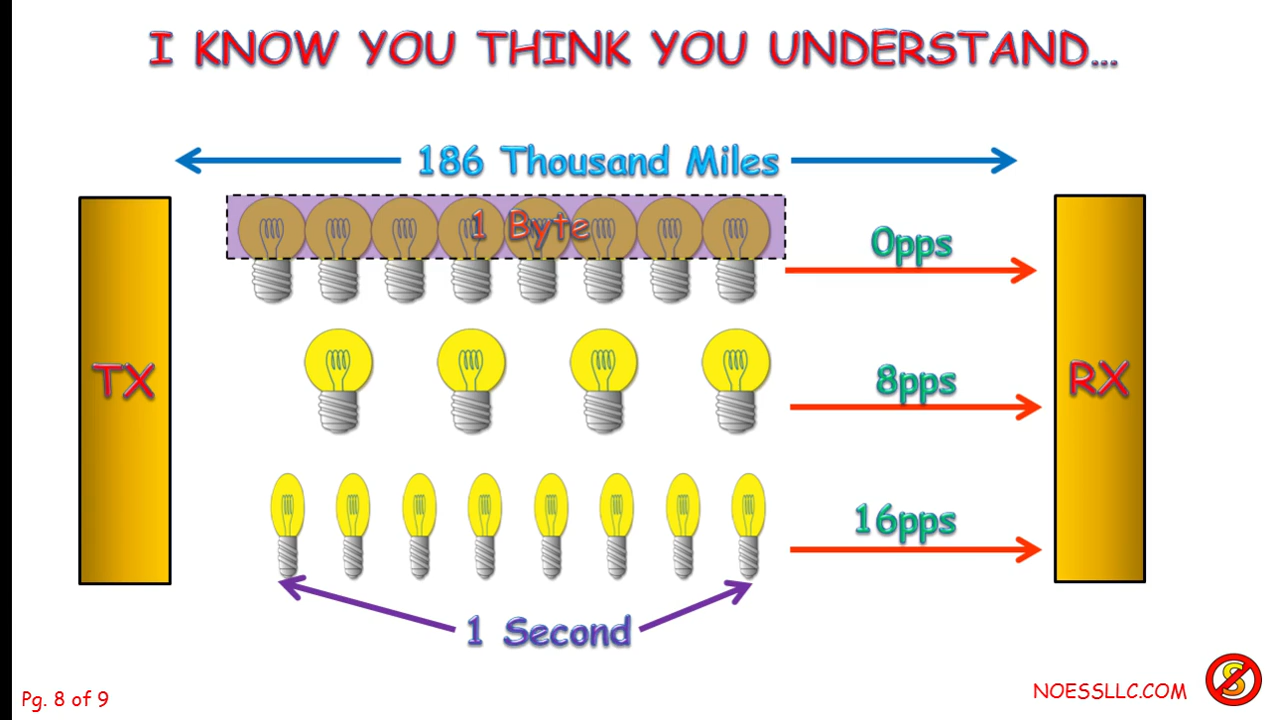 I KNOW YOU THINK YOU UNDERSTAND…
186 Thousand Miles
1 Byte
0pps
TX
8pps
RX
16pps
1 Second
Pg. 8 of 9
NOESSLLC.COM
S